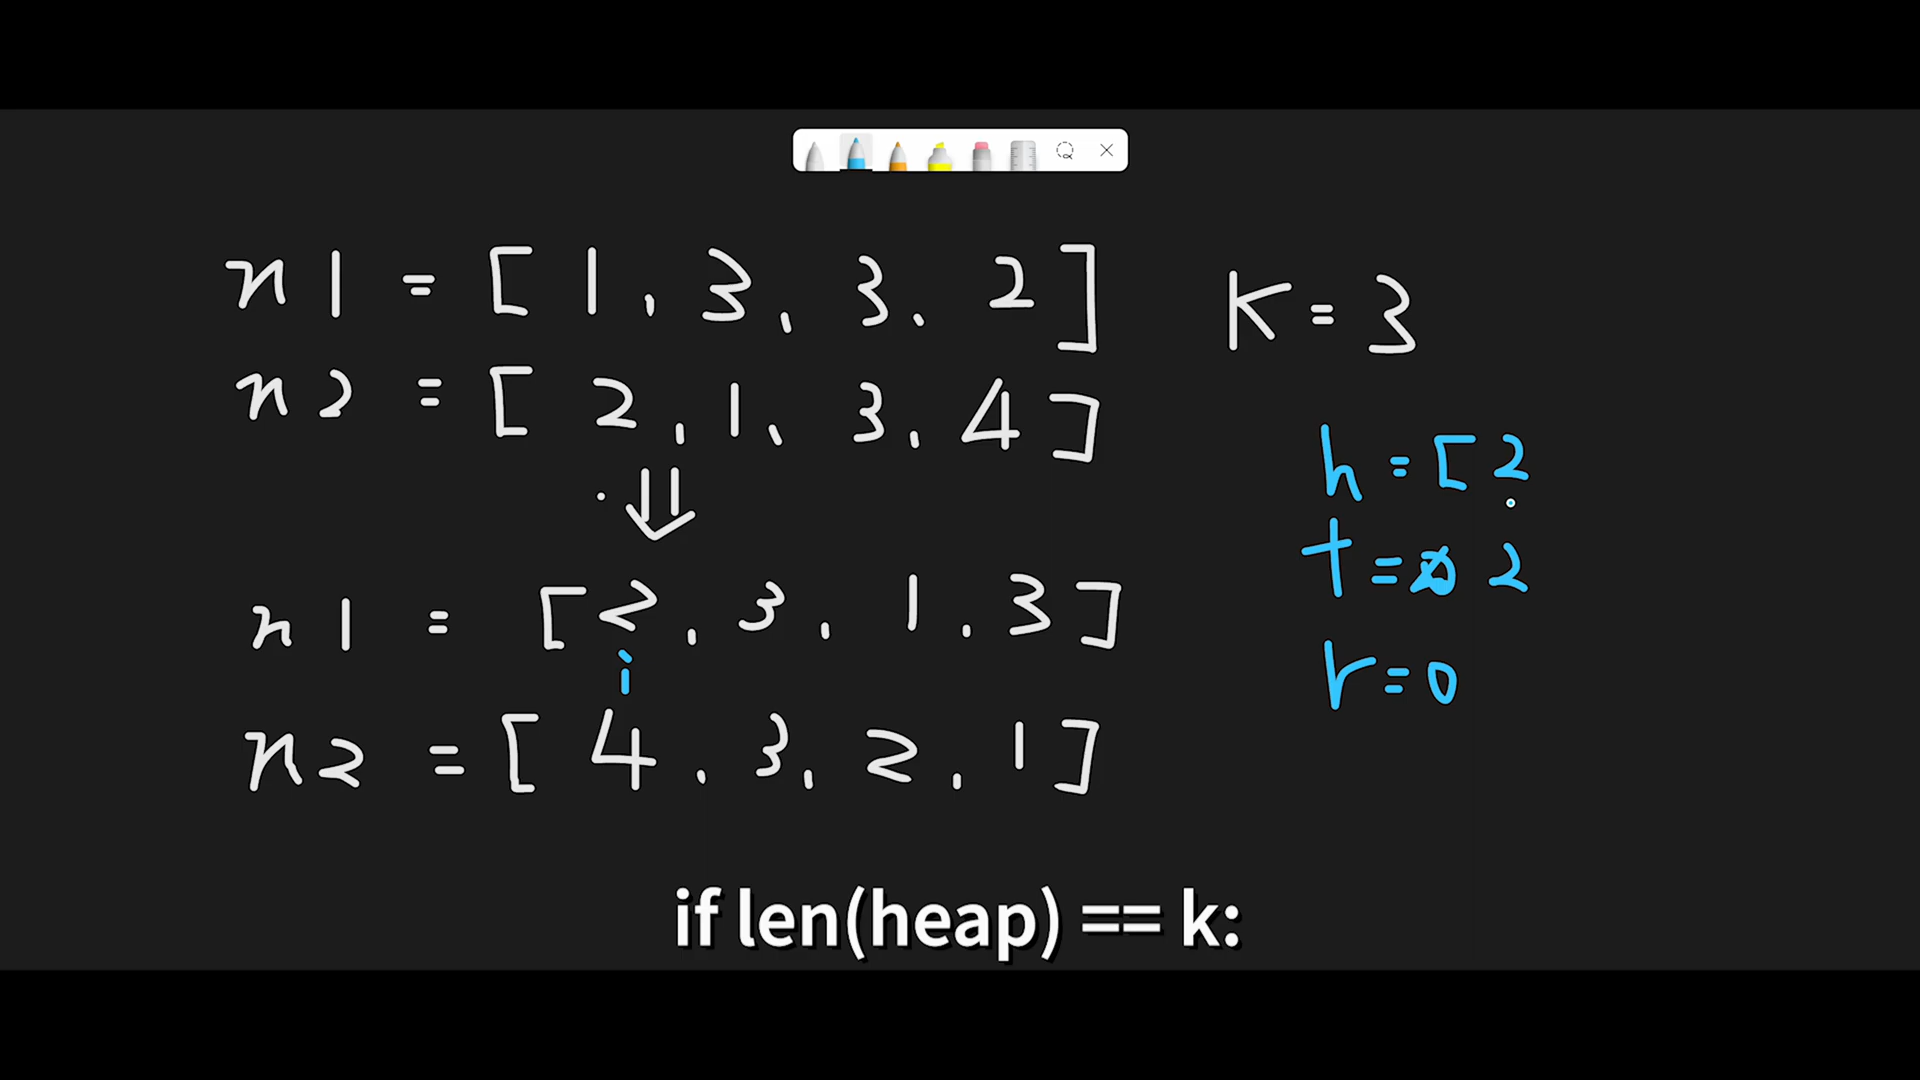 n1 = [1, 3, 3, 2]
K = 3
n2 = [2, 1, 3, 4]
h = [2
t = 0 2
n1 = [2, 3, 1, 3]
i
r = 0
n2 = [4, 3, 2, 1]
if len(heap) == k: